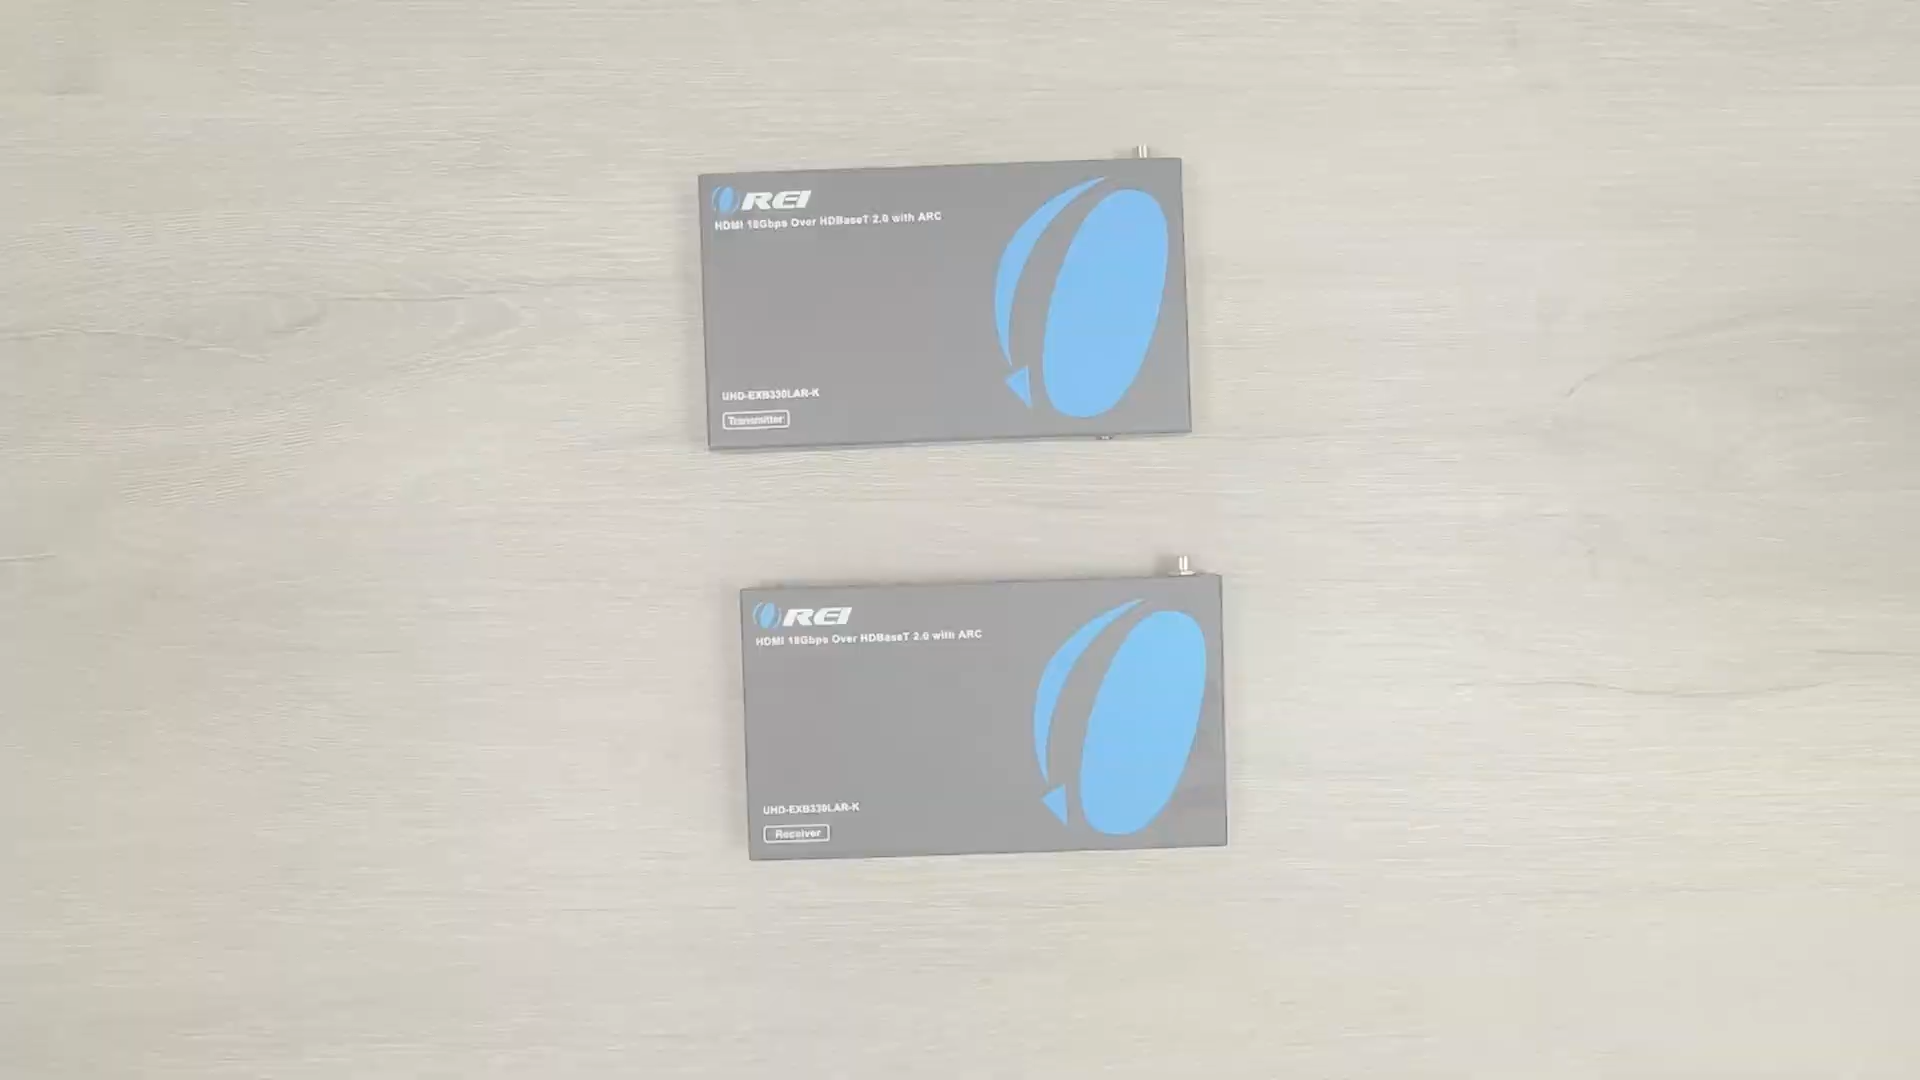 OREI
HDMI 18Gbps Over HDBaseT 2.0 with ARC
UHD-EXB330LAR-K
Transmitter
OREI
HDMI 18Gbps Over HDBaseT 2.0 with ARC
UHD-EXB330LAR-K
Receiver